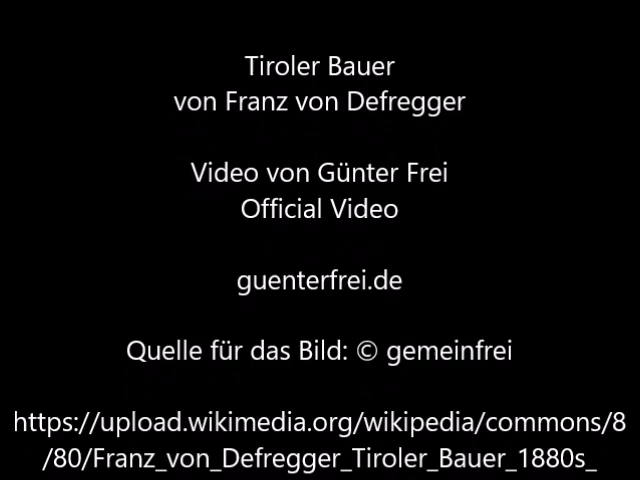 Tiroler Bauer
von Franz von Defregger
Video von Günter Frei
Official Video
guenterfrei.de
Quelle für das Bild: © gemeinfrei
https://upload.wikimedia.org/wikipedia/commons/8
/80/Franz_von_Defregger_Tiroler_Bauer_1880s_